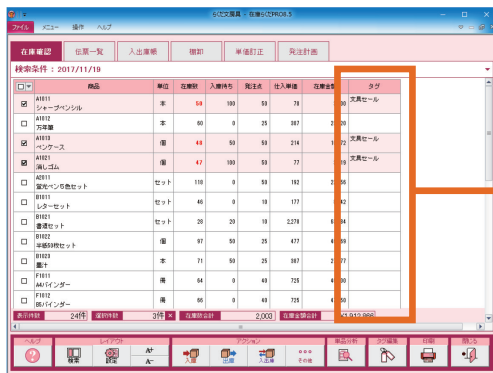 らくだ文房具 - 在庫らくだPRO6.5
ファイル メニュー 操作 ヘルプ
在庫確認 伝票一覧 入出庫帳 棚卸 単価訂正 発注計画
検索条件：2017/11/19
商品 単位 在庫数 入庫待ち 発注点 仕入単価 在庫金 タグ
A1011
シャープペンシル 本 50 100 50 78 文具セール
A1012
万年筆 本 60 0 25
A1013
ペンケース 個 48 50 50 214 文具セール
A1021
消しゴム 個 47 100 50 77 文具セール
A2011
蛍光ペン5色セット セット 118 0 50 182
B1011
レターセット セット 46 0 10 177
B1021
書道セット セット 28 20 10 2,278
B1022
半紙50枚セット 個 97 50 25 477
B1023
墨汁 本 71 50 25
F1011
A4バインダー 冊 64 0 40 725
F1012
B5バインダー 冊 66 0 40 725
表示件数 24件 選択件数 3件 在庫数合計 2,003 在庫金額合計
ヘルプ レイアウト アクション 単品分析 タグ編集 印刷 閉じる
検索 設定 A+ A- 入庫 出庫 入出庫 その他